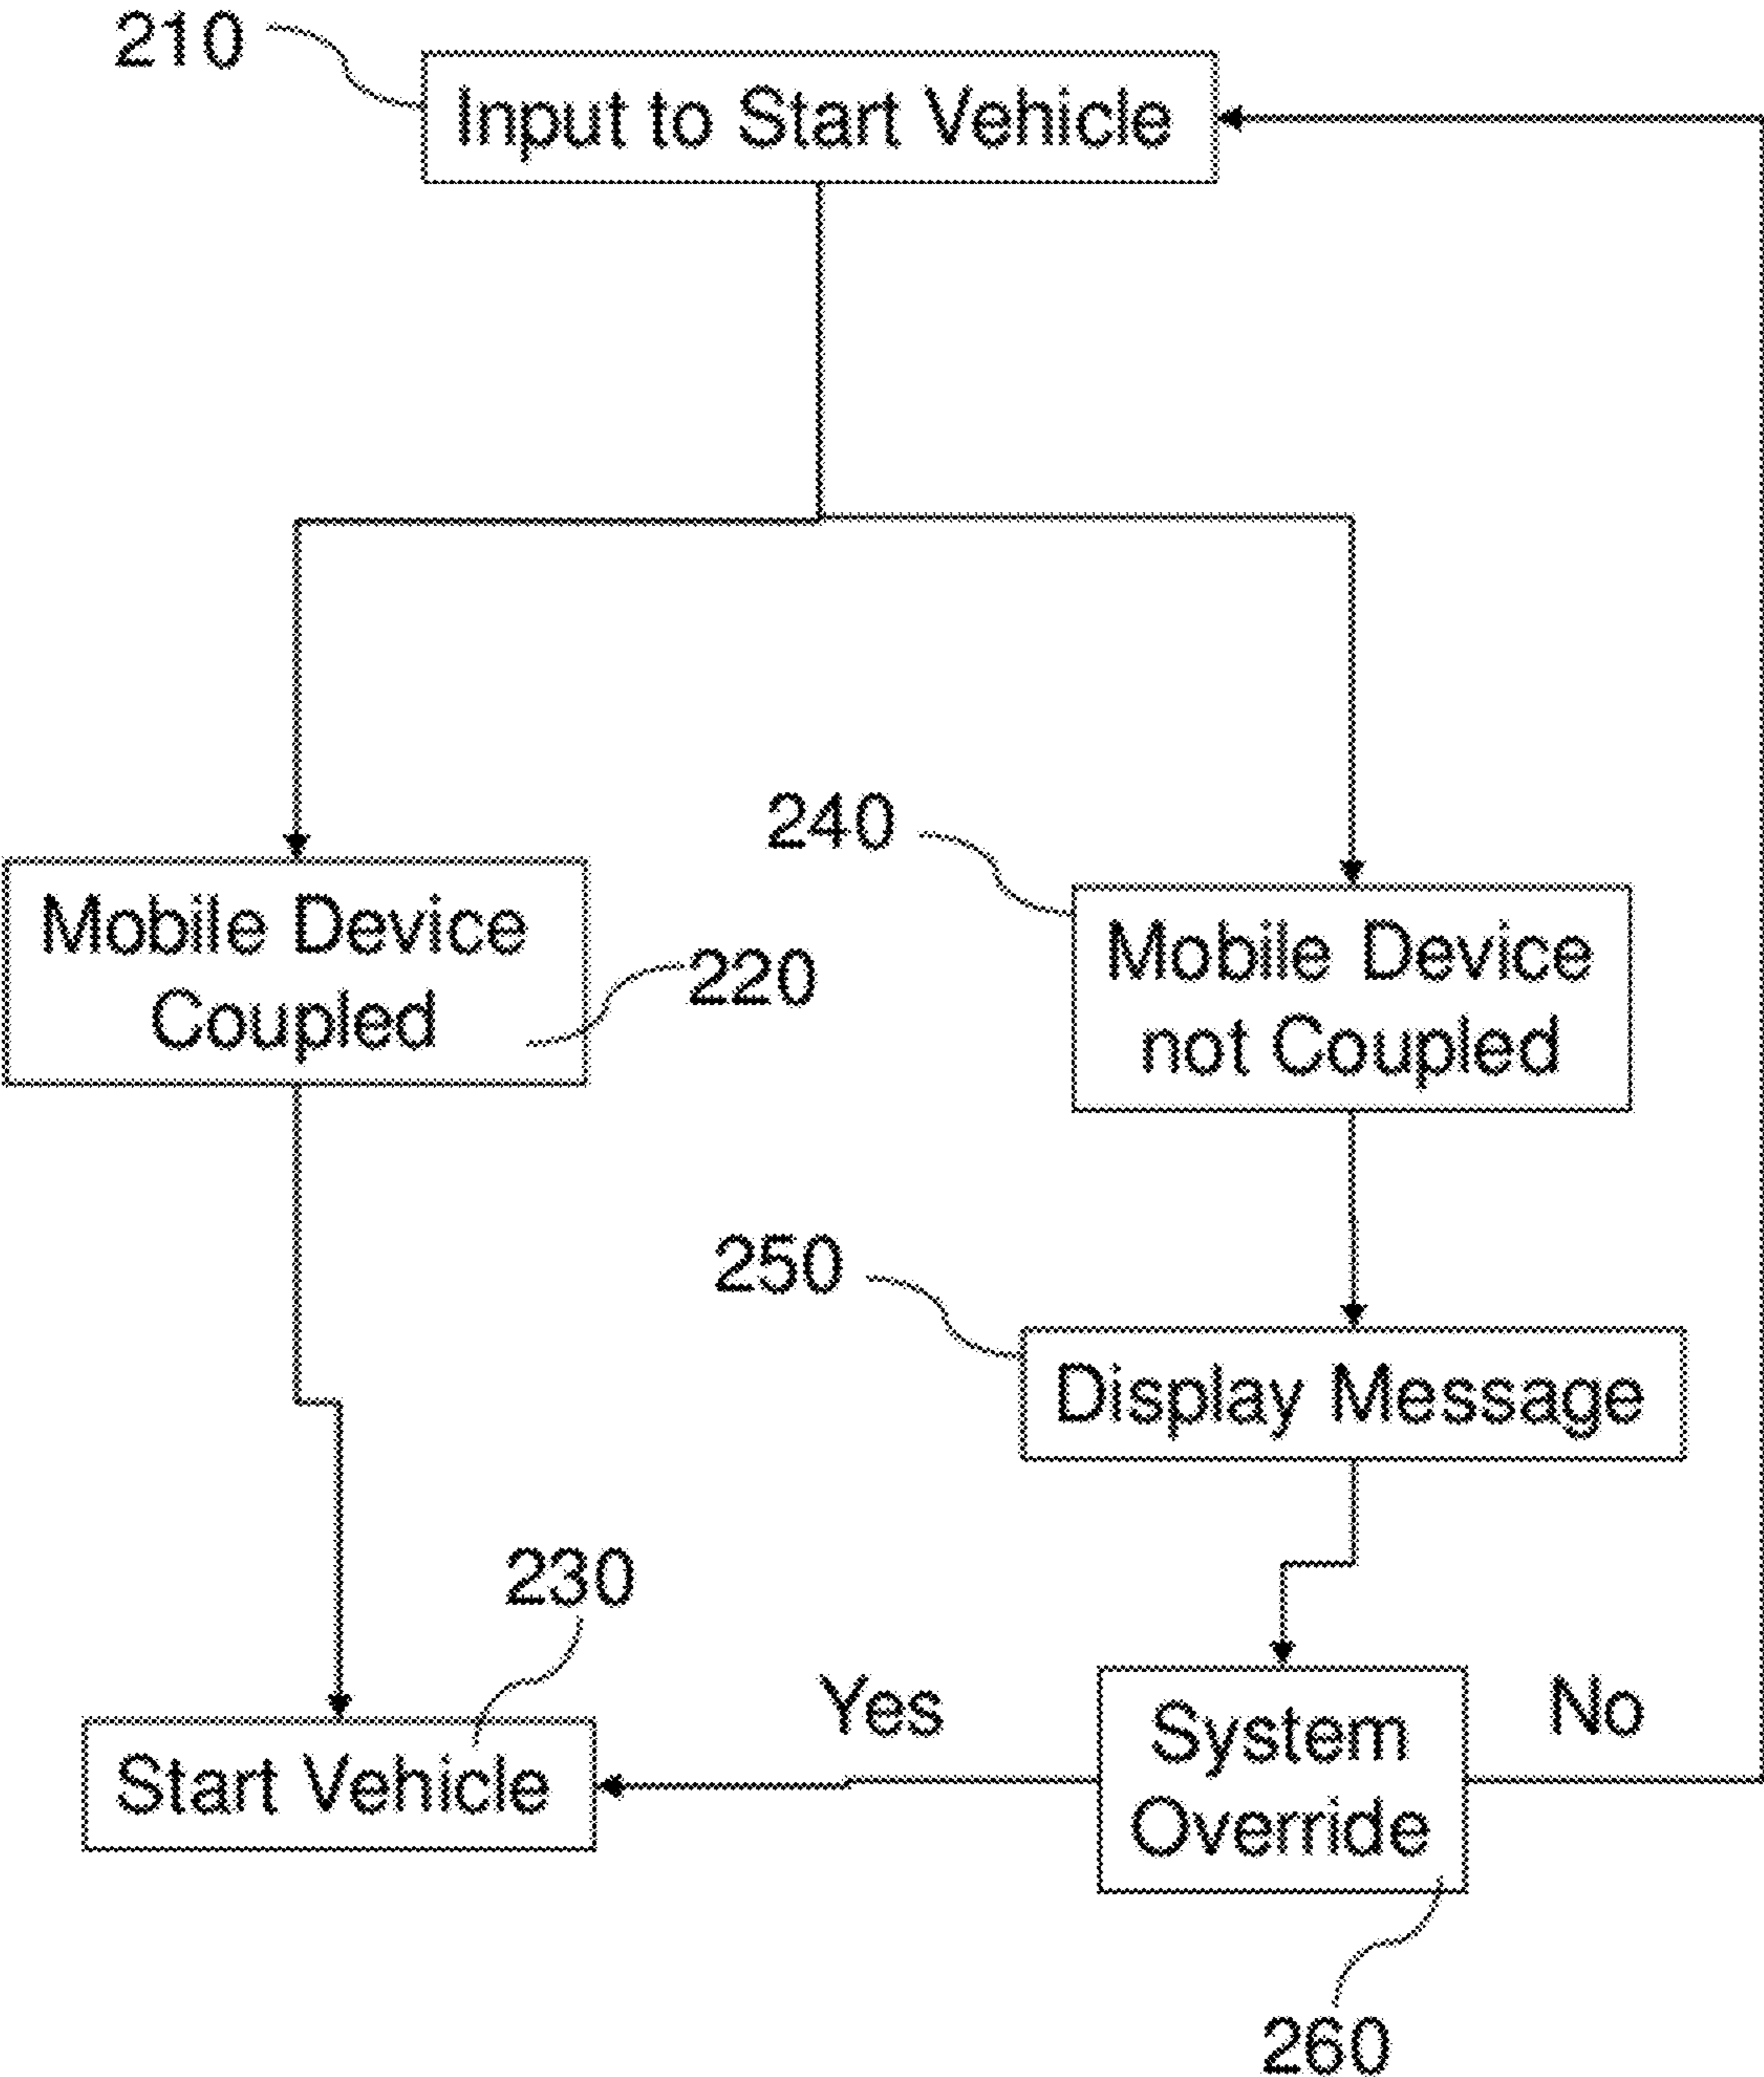 210
Input to Start Vehicle
240
Mobile Device
Coupled
220
Mobile Device
not Coupled
250
Display Message
230
Yes
System
Override
No
Start Vehicle
260